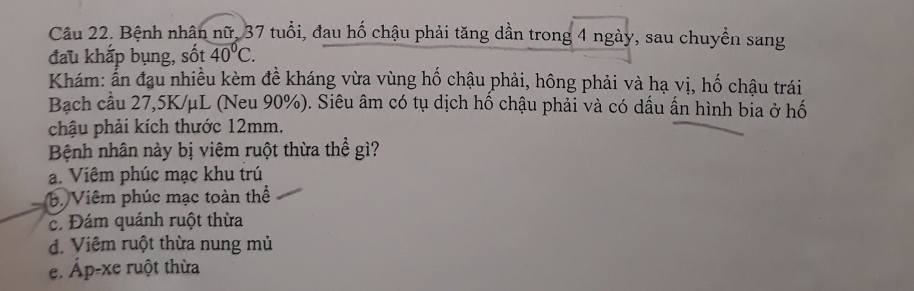 Câu 22. Bệnh nhân nữ, 37 tuổi, đau hố chậu phải tăng dần trong 4 ngày, sau chuyển sang
đau khắp bụng, sốt 40⁰C.
Khám: ấn đau nhiều kèm đề kháng vừa vùng hố chậu phải, hông phải và hạ vị, hố chậu trái
Bạch cầu 27,5K/µL (Neu 90%). Siêu âm có tụ dịch hố chậu phải và có dấu ấn hình bia ở hố
chậu phải kích thước 12mm.
Bệnh nhân này bị viêm ruột thừa thể gì?
a. Viêm phúc mạc khu trú
b. Viêm phúc mạc toàn thể
c. Đám quánh ruột thừa
d. Viêm ruột thừa nung mủ
e. Áp-xe ruột thừa